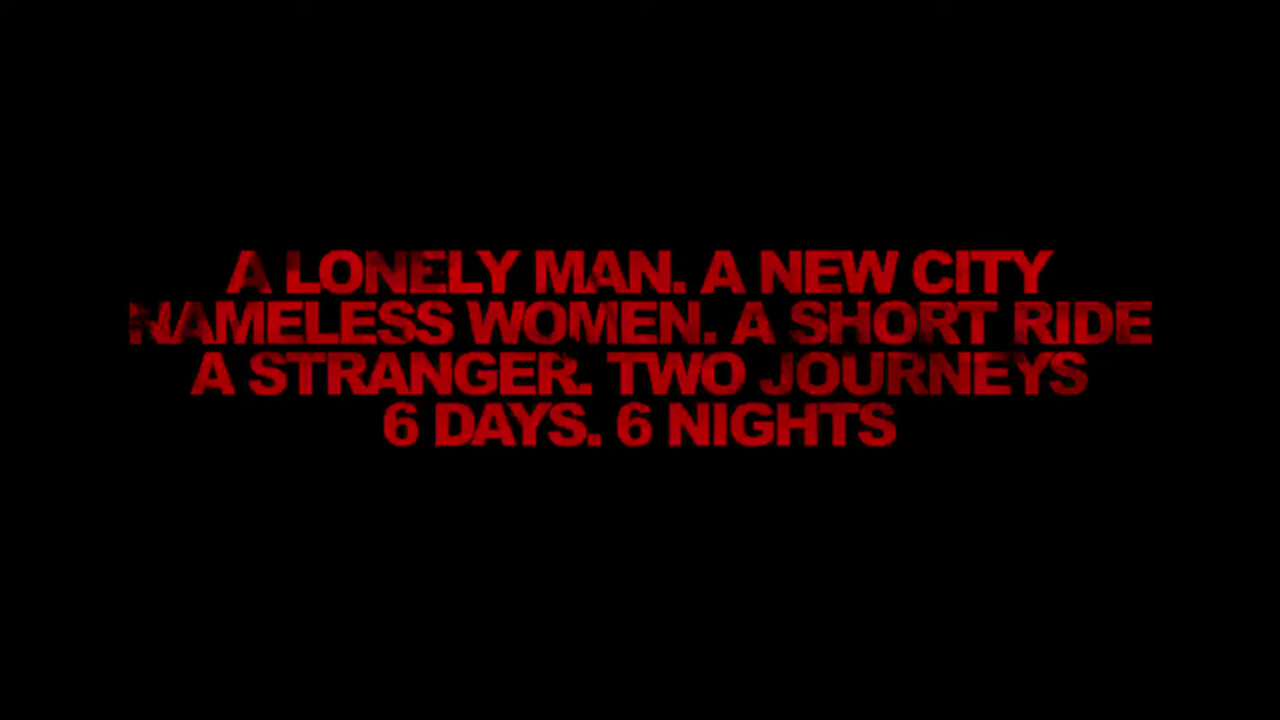 A LONELY MAN. A NEW CITY
NAMELESS WOMEN. A SHORT RIDE
A STRANGER. TWO JOURNEYS
6 DAYS. 6 NIGHTS